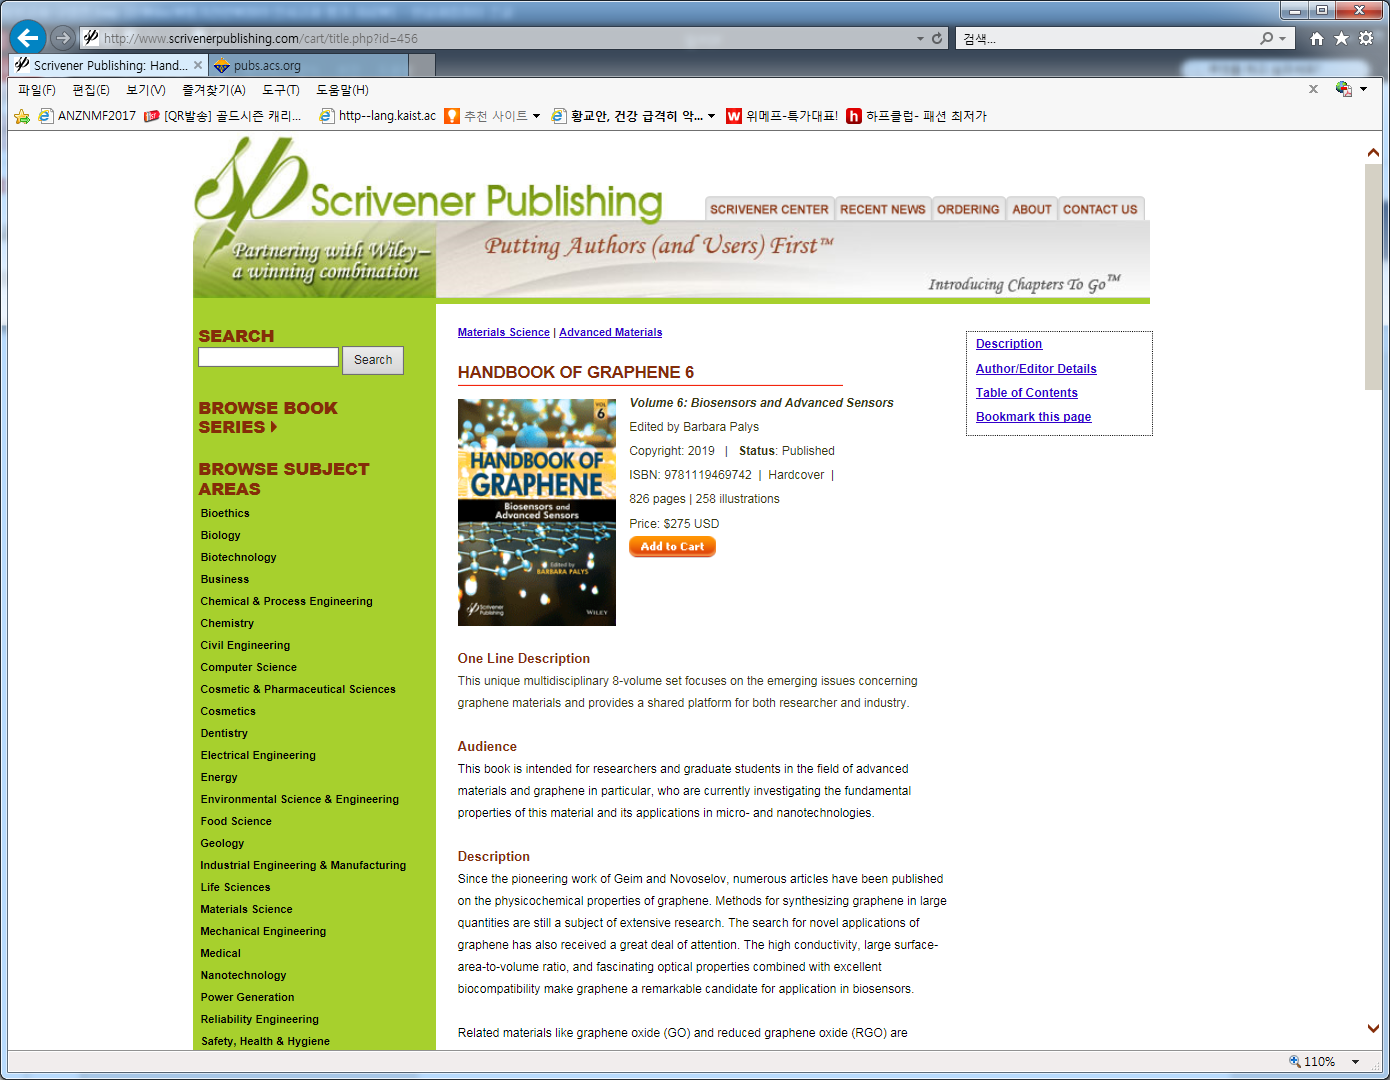 http://www.scrivenerpublishing.com/cart/title.php?id=456
검색...
Scrivener Publishing: Hand...
pubs.acs.org
파일(F) 편집(E) 보기(V) 즐겨찾기(A) 도구(T) 도움말(H)
ANZNMF2017
[QR발송] 골드시즌 캐리...
http--lang.kaist.ac
추천 사이트
황교안, 건강 급격히 악...
위메프-특가대표!
하프클럽- 패션 최저가
Scrivener Publishing
SCRIVENER CENTER
RECENT NEWS
ORDERING
ABOUT
CONTACT US
Partnering with Wiley—
a winning combination
Putting Authors (and Users) First™
Introducing Chapters To Go™
SEARCH
Search
BROWSE BOOK
SERIES
BROWSE SUBJECT
AREAS
Bioethics
Biology
Biotechnology
Business
Chemical & Process Engineering
Chemistry
Civil Engineering
Computer Science
Cosmetic & Pharmaceutical Sciences
Cosmetics
Dentistry
Electrical Engineering
Energy
Environmental Science & Engineering
Food Science
Geology
Industrial Engineering & Manufacturing
Life Sciences
Materials Science
Mechanical Engineering
Medical
Nanotechnology
Power Generation
Reliability Engineering
Safety, Health & Hygiene
Materials Science | Advanced Materials
HANDBOOK OF GRAPHENE 6
VOL
6
HANDBOOK OF
GRAPHENE
Biosensors and
Advanced Sensors
Edited by
BARBARA PALYS
Scrivener
Publishing
WILEY
Volume 6: Biosensors and Advanced Sensors
Edited by Barbara Palys
Copyright: 2019 | Status: Published
ISBN: 9781119469742 | Hardcover |
826 pages | 258 illustrations
Price: $275 USD
Add to Cart
One Line Description
This unique multidisciplinary 8-volume set focuses on the emerging issues concerning
graphene materials and provides a shared platform for both researcher and industry.
Audience
This book is intended for researchers and graduate students in the field of advanced
materials and graphene in particular, who are currently investigating the fundamental
properties of this material and its applications in micro- and nanotechnologies.
Description
Since the pioneering work of Geim and Novoselov, numerous articles have been published
on the physicochemical properties of graphene. Methods for synthesizing graphene in large
quantities are still a subject of extensive research. The search for novel applications of
graphene has also received a great deal of attention. The high conductivity, large surface-
area-to-volume ratio, and fascinating optical properties combined with excellent
biocompatibility make graphene a remarkable candidate for application in biosensors.
Related materials like graphene oxide (GO) and reduced graphene oxide (RGO) are
Description
Author/Editor Details
Table of Contents
Bookmark this page
110%